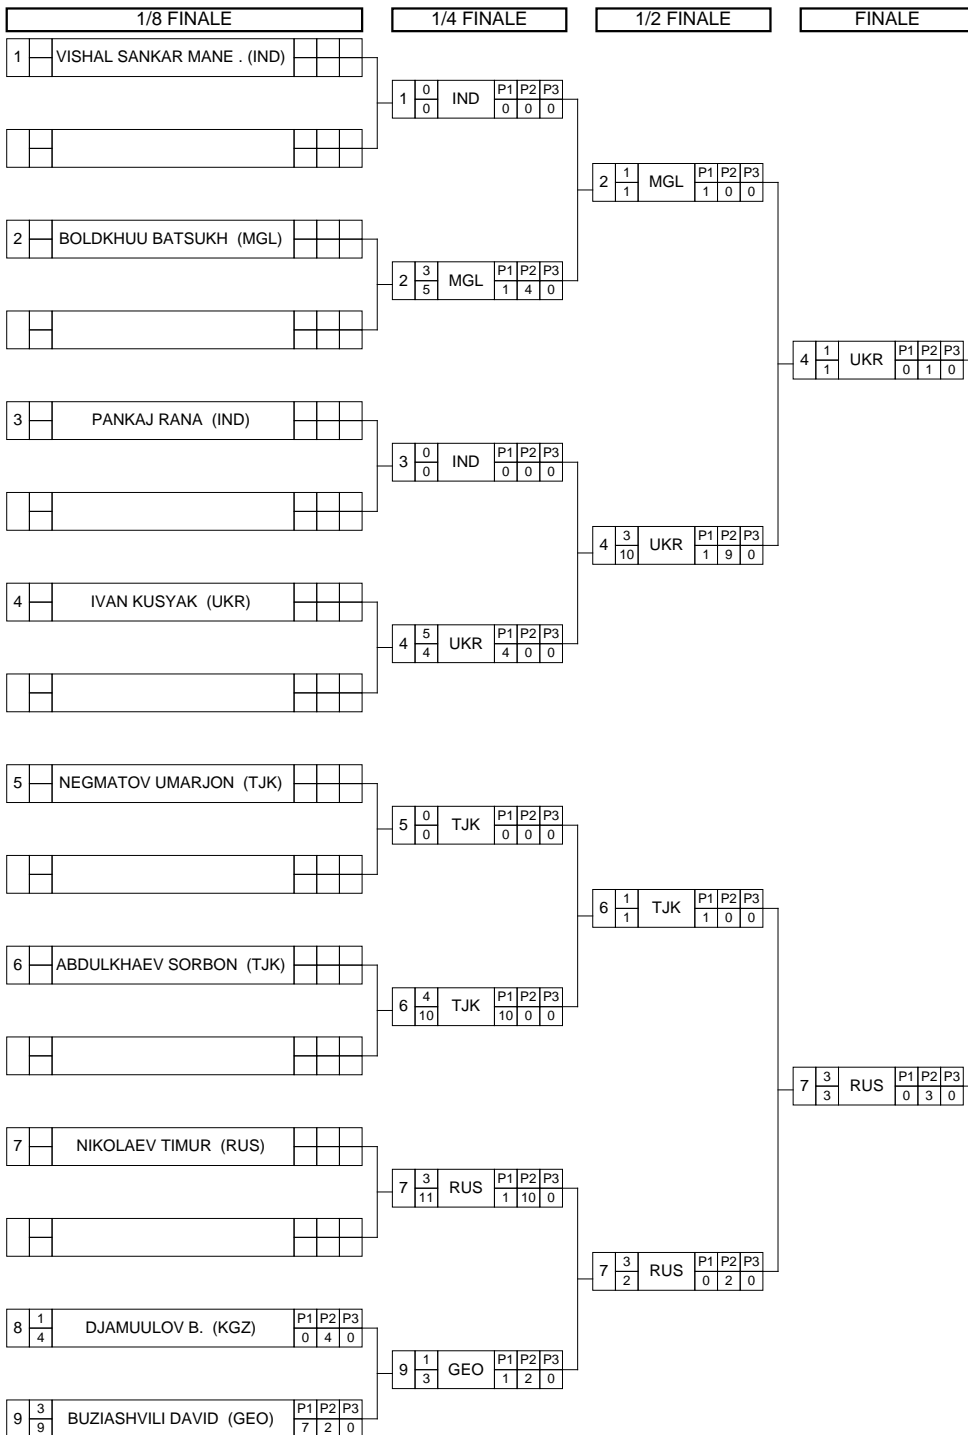 1/8 FINALE 1/4 FINALE 1/2 FINALE FINALE
1 VISHAL SANKAR MANE . (IND)
1 0 0 IND P1 P2 P3 0 0 0
2 1 1 MGL P1 P2 P3 1 0 0
2 BOLDKHUU BATSUKH (MGL)
2 3 5 MGL P1 P2 P3 1 4 0
4 1 1 UKR P1 P2 P3 0 1 0
3 PANKAJ RANA (IND)
3 0 0 IND P1 P2 P3 0 0 0
4 3 10 UKR P1 P2 P3 1 9 0
4 IVAN KUSYAK (UKR)
4 5 4 UKR P1 P2 P3 4 0 0
5 NEGMATOV UMARJON (TJK)
5 0 0 TJK P1 P2 P3 0 0 0
6 1 1 TJK P1 P2 P3 1 0 0
6 ABDULKHAEV SORBON (TJK)
6 4 10 TJK P1 P2 P3 10 0 0
7 3 3 RUS P1 P2 P3 0 3 0
7 NIKOLAEV TIMUR (RUS)
7 3 11 RUS P1 P2 P3 1 10 0
7 3 2 RUS P1 P2 P3 0 2 0
8 1 4 DJAMUULOV B. (KGZ) P1 P2 P3 0 4 0
9 1 3 GEO P1 P2 P3 1 2 0
9 3 9 BUZIASHVILI DAVID (GEO) P1 P2 P3 7 2 0